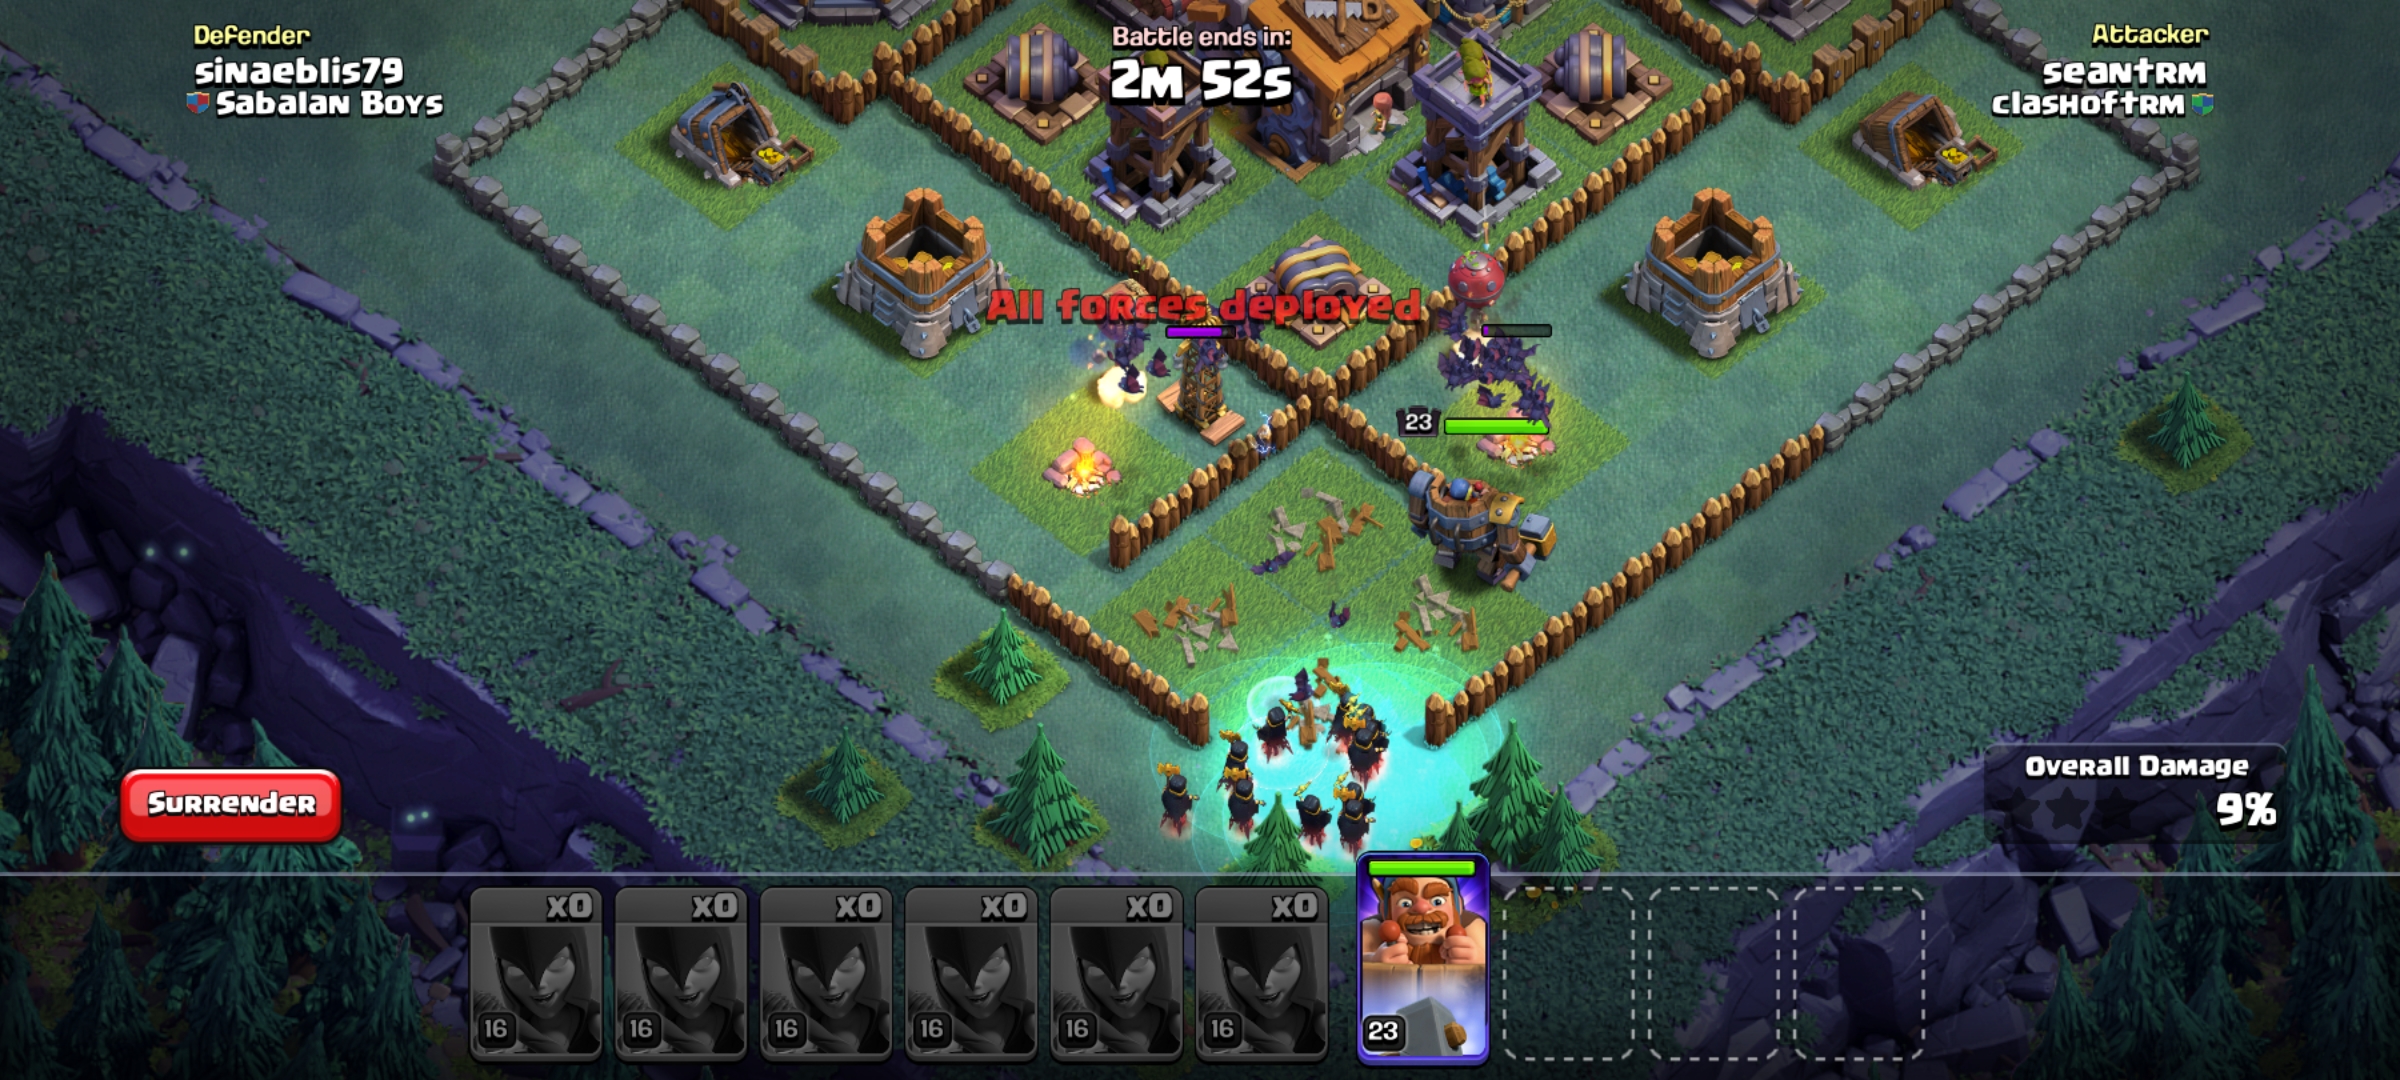 Defender
sinaeblis79
Sabalan Boys
Battle ends in:
2M 52s
Attacker
seantRM
clashoftRM
All forces deployed
23
Surrender
Overall Damage
9%
x0
x0
x0
x0
x0
x0
16
16
16
16
16
16
23